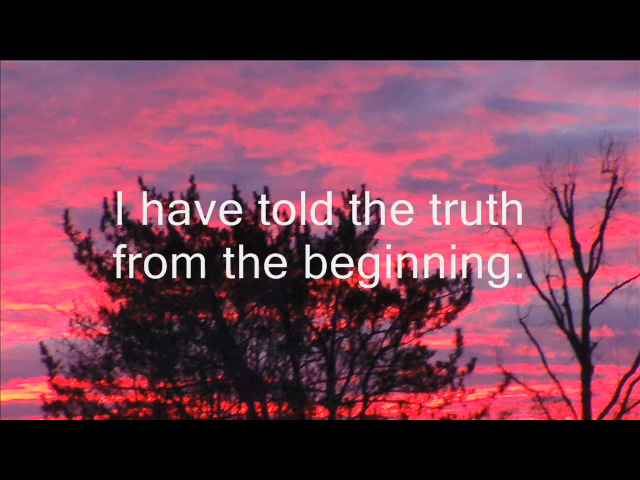 I have told the truth
from the beginning.